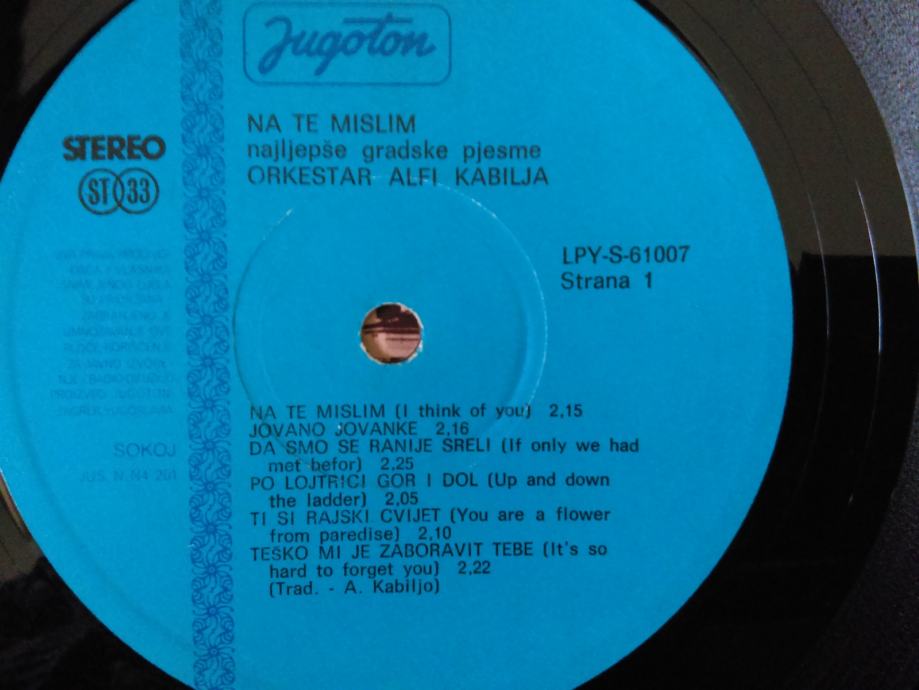 Jugoton
NA TE MISLIM
najljepše gradske pjesme
ORKESTAR ALFI KABILJA
STEREO
ST 33
LPY-S-61007
Strana 1
SOKOJ
JUS. N. N4 201
NA TE MISLIM (I think of you) 2,15
JOVANO JOVANKE 2,16
DA SMO SE RANIJE SRELI (If only we had
met befor) 2,25
PO LOJTRICI GOR I DOL (Up and down
the ladder) 2,05
TI SI RAJSKI CVIJET (You are a flower
from paredise) 2,10
TEŠKO MI JE ZABORAVIT TEBE (It's so
hard to forget you) 2,22
(Trad. - A. Kabiljo)